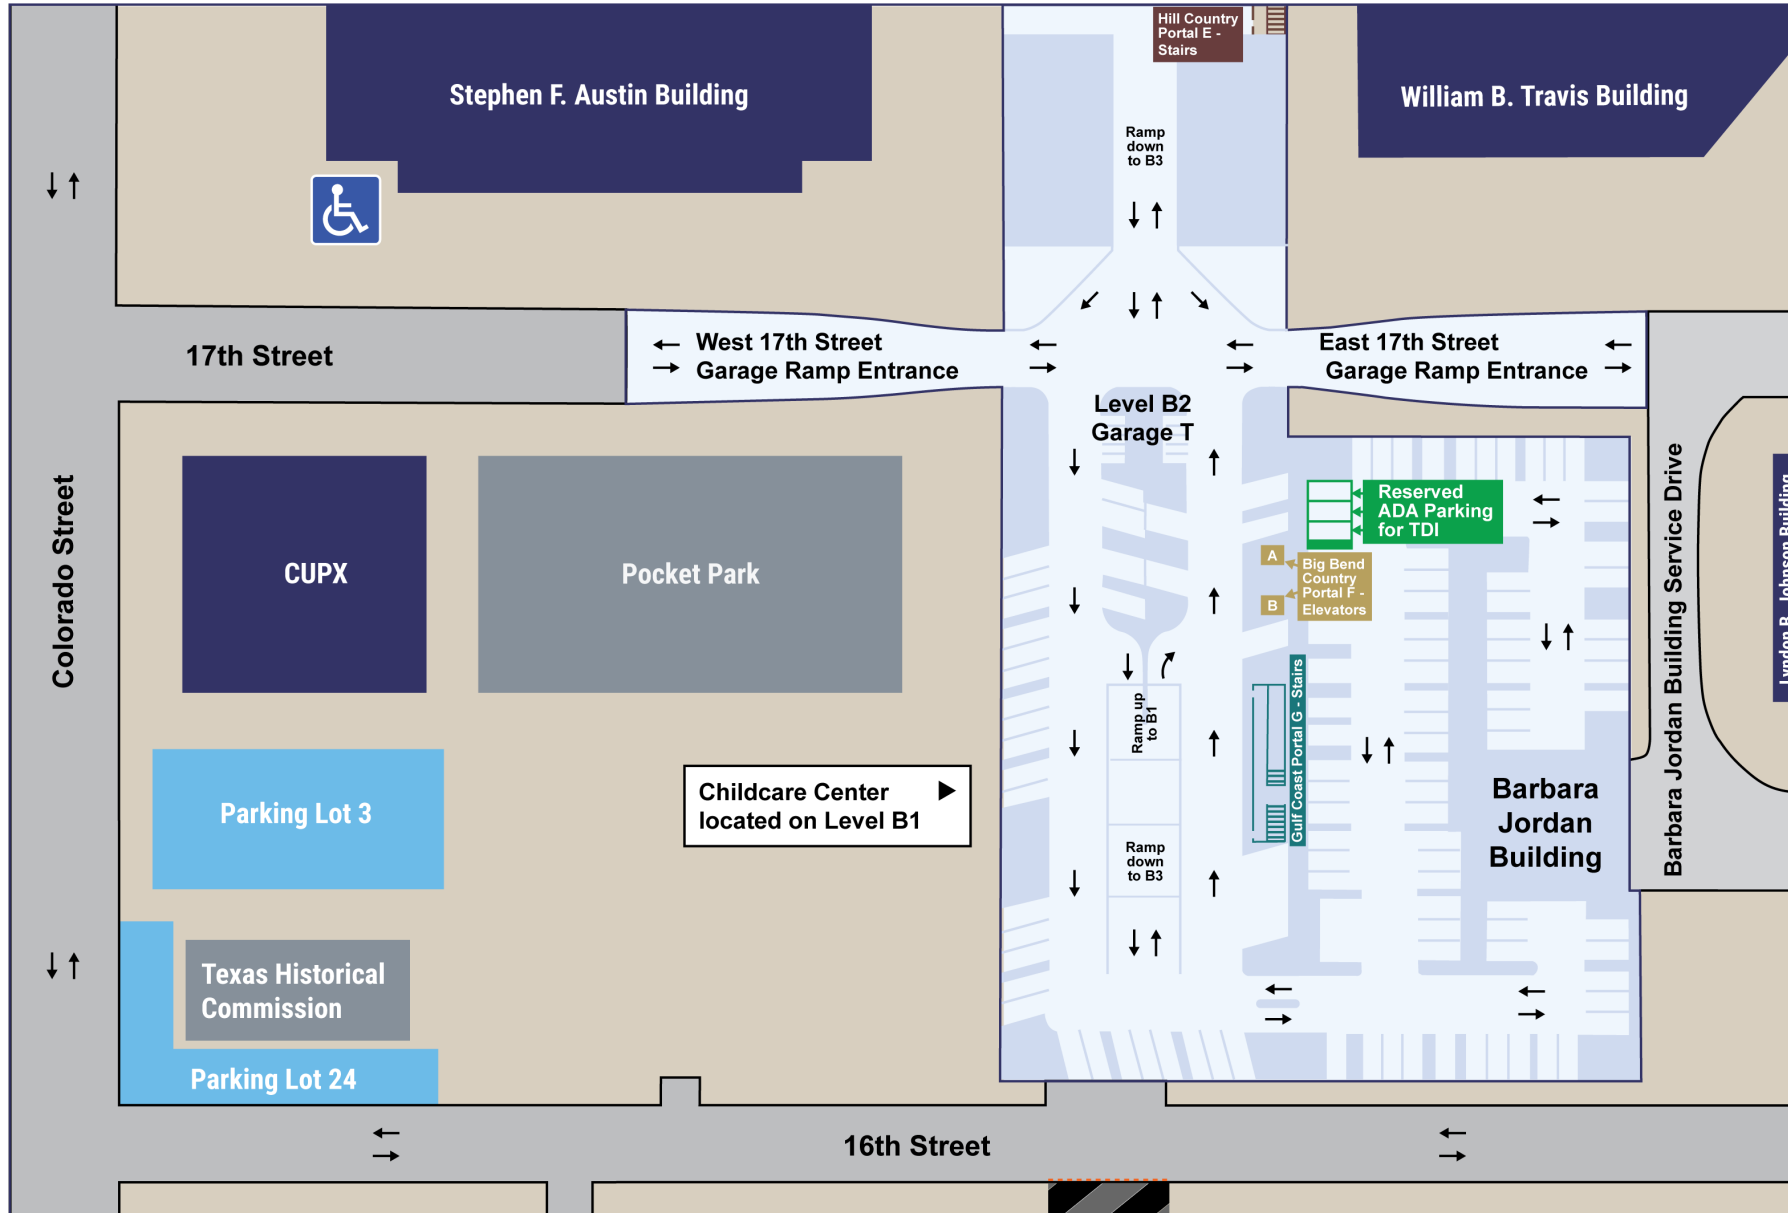 Hill Country
Portal E -
Stairs
Stephen F. Austin Building
William B. Travis Building
Ramp
down
to B3
17th Street
West 17th Street
Garage Ramp Entrance
East 17th Street
Garage Ramp Entrance
Level B2
Garage T
Colorado Street
CUPX
Pocket Park
Reserved
ADA Parking
for TDI
A
B
Big Bend
Country
Portal F -
Elevators
Barbara Jordan Building Service Drive
Lyndon B. Johnson Building
Ramp up
to B1
Gulf Coast Portal G - Stairs
Parking Lot 3
Childcare Center
located on Level B1
Barbara
Jordan
Building
Ramp
down
to B3
Texas Historical
Commission
Parking Lot 24
16th Street